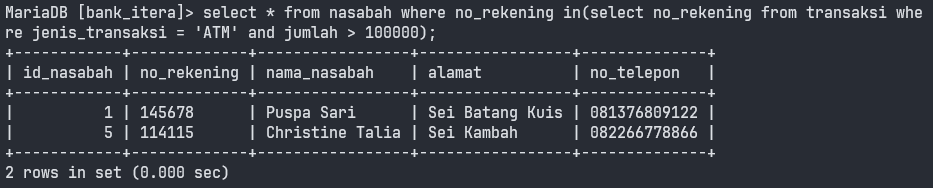 MariaDB [bank_itera]> select * from nasabah where no_rekening in(select no_rekening from transaksi whe
re jenis_transaksi = 'ATM' and jumlah > 100000);
+------------+-------------+-----------------+-----------------+--------------+
| id_nasabah | no_rekening | nama_nasabah    | alamat          | no_telepon   |
+------------+-------------+-----------------+-----------------+--------------+
|          1 | 145678      | Puspa Sari      | Sei Batang Kuis | 081376809122 |
|          5 | 114115      | Christine Talia | Sei Kambah      | 082266778866 |
+------------+-------------+-----------------+-----------------+--------------+
2 rows in set (0.000 sec)